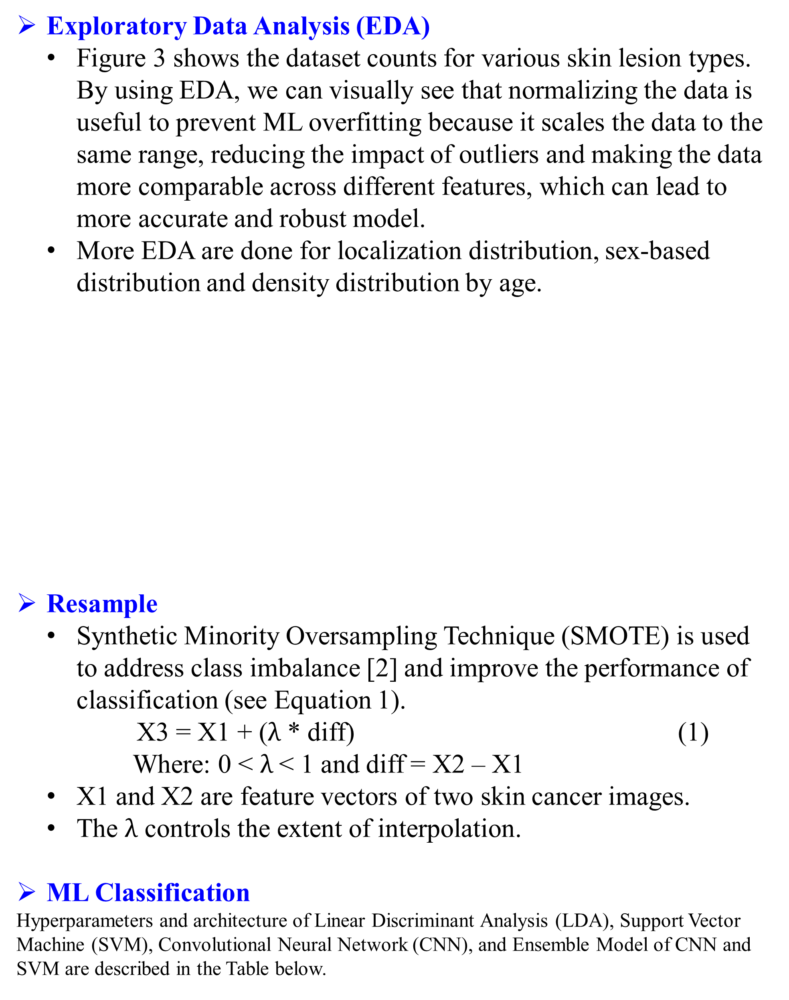 ➢ Exploratory Data Analysis (EDA)
• Figure 3 shows the dataset counts for various skin lesion types.
By using EDA, we can visually see that normalizing the data is
useful to prevent ML overfitting because it scales the data to the
same range, reducing the impact of outliers and making the data
more comparable across different features, which can lead to
more accurate and robust model.
• More EDA are done for localization distribution, sex-based
distribution and density distribution by age.
➢ Resample
• Synthetic Minority Oversampling Technique (SMOTE) is used
to address class imbalance [2] and improve the performance of
classification (see Equation 1).
X3 = X1 + (λ * diff) (1)
Where: 0 < λ < 1 and diff = X2 – X1
• X1 and X2 are feature vectors of two skin cancer images.
• The λ controls the extent of interpolation.
➢ ML Classification
Hyperparameters and architecture of Linear Discriminant Analysis (LDA), Support Vector
Machine (SVM), Convolutional Neural Network (CNN), and Ensemble Model of CNN and
SVM are described in the Table below.